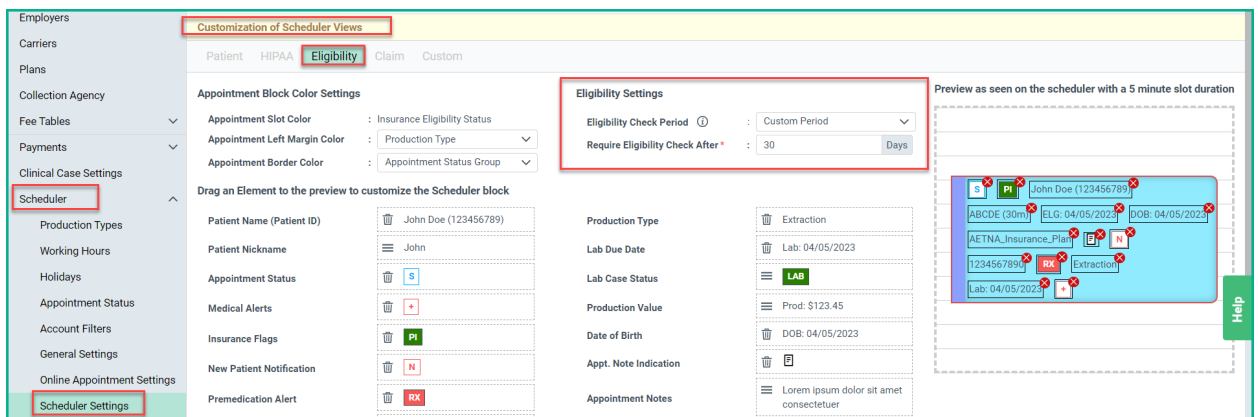 Employers
Carriers
Plans
Collection Agency
Fee Tables
Payments
Clinical Case Settings
Scheduler
Production Types
Working Hours
Holidays
Appointment Status
Account Filters
General Settings
Online Appointment Settings
Scheduler Settings
Customization of Scheduler Views
Patient HIPAA Eligibility Claim Custom
Appointment Block Color Settings
Appointment Slot Color : Insurance Eligibility Status
Appointment Left Margin Color : Production Type
Appointment Border Color : Appointment Status Group
Eligibility Settings
Eligibility Check Period : Custom Period
Require Eligibility Check After * : 30 Days
Drag an Element to the preview to customize the Scheduler block
Patient Name (Patient ID) John Doe (123456789)
Patient Nickname John
Appointment Status S
Medical Alerts +
Insurance Flags PI
New Patient Notification N
Premedication Alert RX
Production Type Extraction
Lab Due Date Lab: 04/05/2023
Lab Case Status LAB
Production Value Prod: $123.45
Date of Birth DOB: 04/05/2023
Appt. Note Indication
Appointment Notes Lorem ipsum dolor sit amet
consectetuer
Preview as seen on the scheduler with a 5 minute slot duration
S PI John Doe (123456789)
ABCDE (30m) ELG: 04/05/2023 DOB: 04/05/2023
AETNA_Insurance_Plan N
1234567890 RX Extraction
Lab: 04/05/2023 +
Help